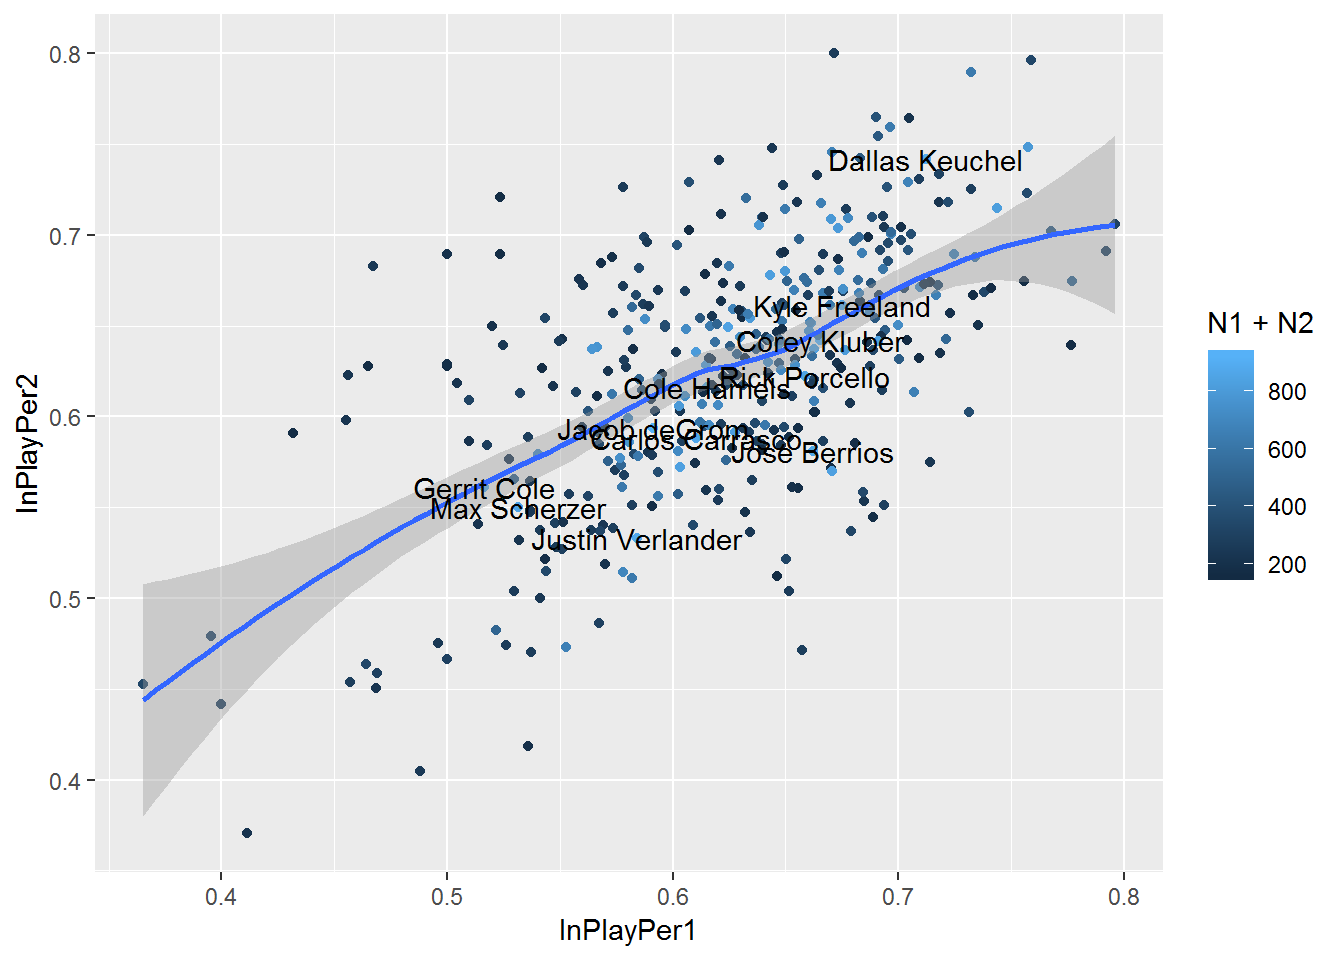 0.8
0.7
0.6
0.5
0.4
InPlayPer2
Dallas Keuchel
Kyle Freeland
Corey Kluber
Rick Porcello
Cole Hamels
Jacob deGrom
Carlos Carrasco
Jose Berrios
Gerrit Cole
Max Scherzer
Justin Verlander
0.4
0.5
0.6
0.7
0.8
InPlayPer1
N1 + N2
800
600
400
200